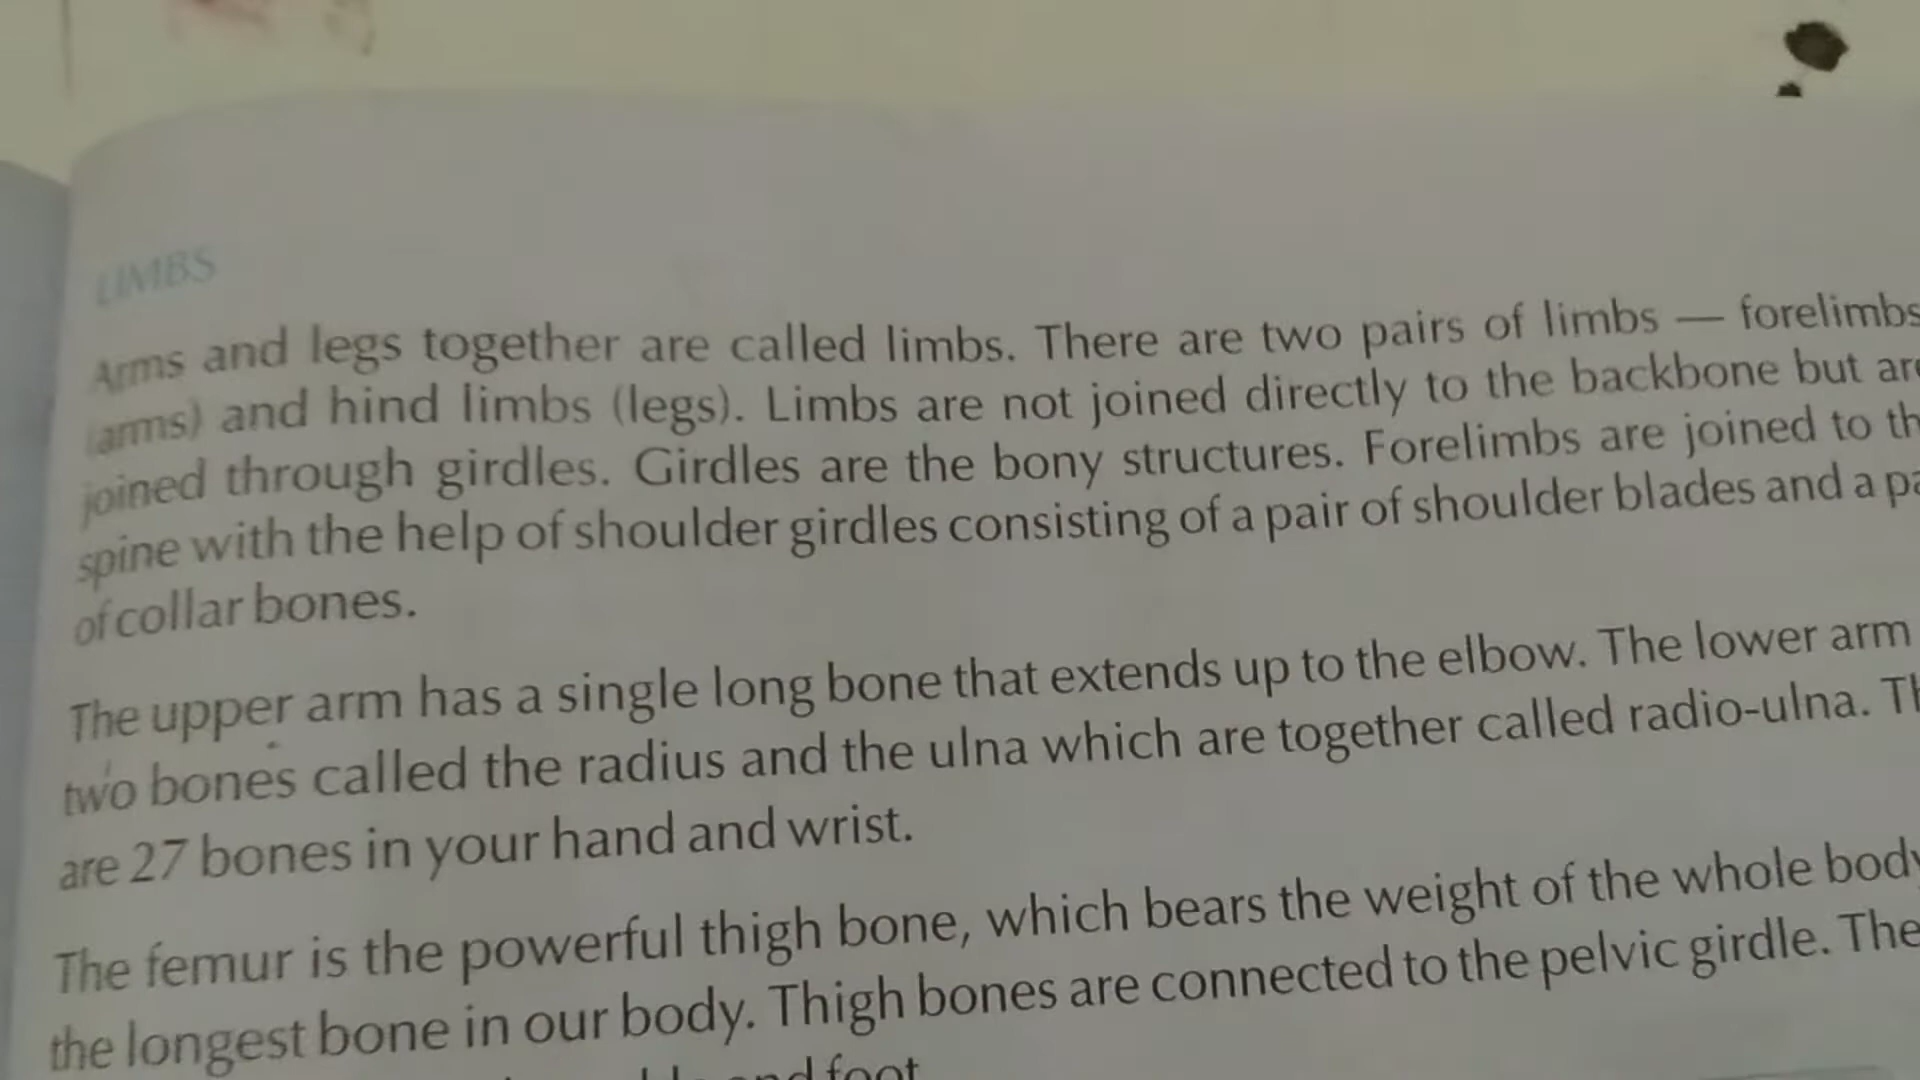 LIMBS
Arms and legs together are called limbs. There are two pairs of limbs — forelimbs
(arms) and hind limbs (legs). Limbs are not joined directly to the backbone but are
joined through girdles. Girdles are the bony structures. Forelimbs are joined to
spine with the help of shoulder girdles consisting of a pair of shoulder blades and a
of collar bones.
The upper arm has a single long bone that extends up to the elbow. The lower arm
two bones called the radius and the ulna which are together called radio-ulna.
are 27 bones in your hand and wrist.
The femur is the powerful thigh bone, which bears the weight of the whole body
the longest bone in our body. Thigh bones are connected to the pelvic girdle. The
and foot